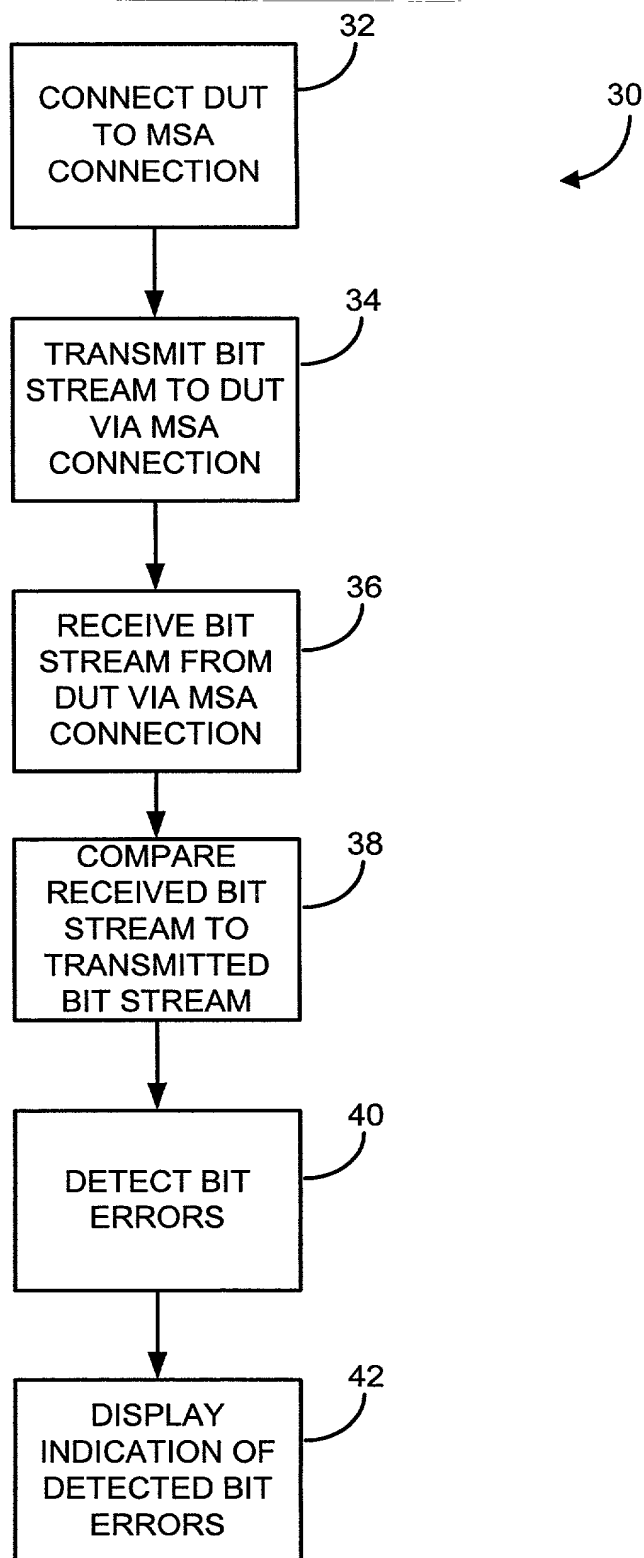 32
30
CONNECT DUT
TO MSA
CONNECTION
34
TRANSMIT BIT
STREAM TO DUT
VIA MSA
CONNECTION
36
RECEIVE BIT
STREAM FROM
DUT VIA MSA
CONNECTION
38
COMPARE
RECEIVED BIT
STREAM TO
TRANSMITTED
BIT STREAM
40
DETECT BIT
ERRORS
42
DISPLAY
INDICATION OF
DETECTED BIT
ERRORS